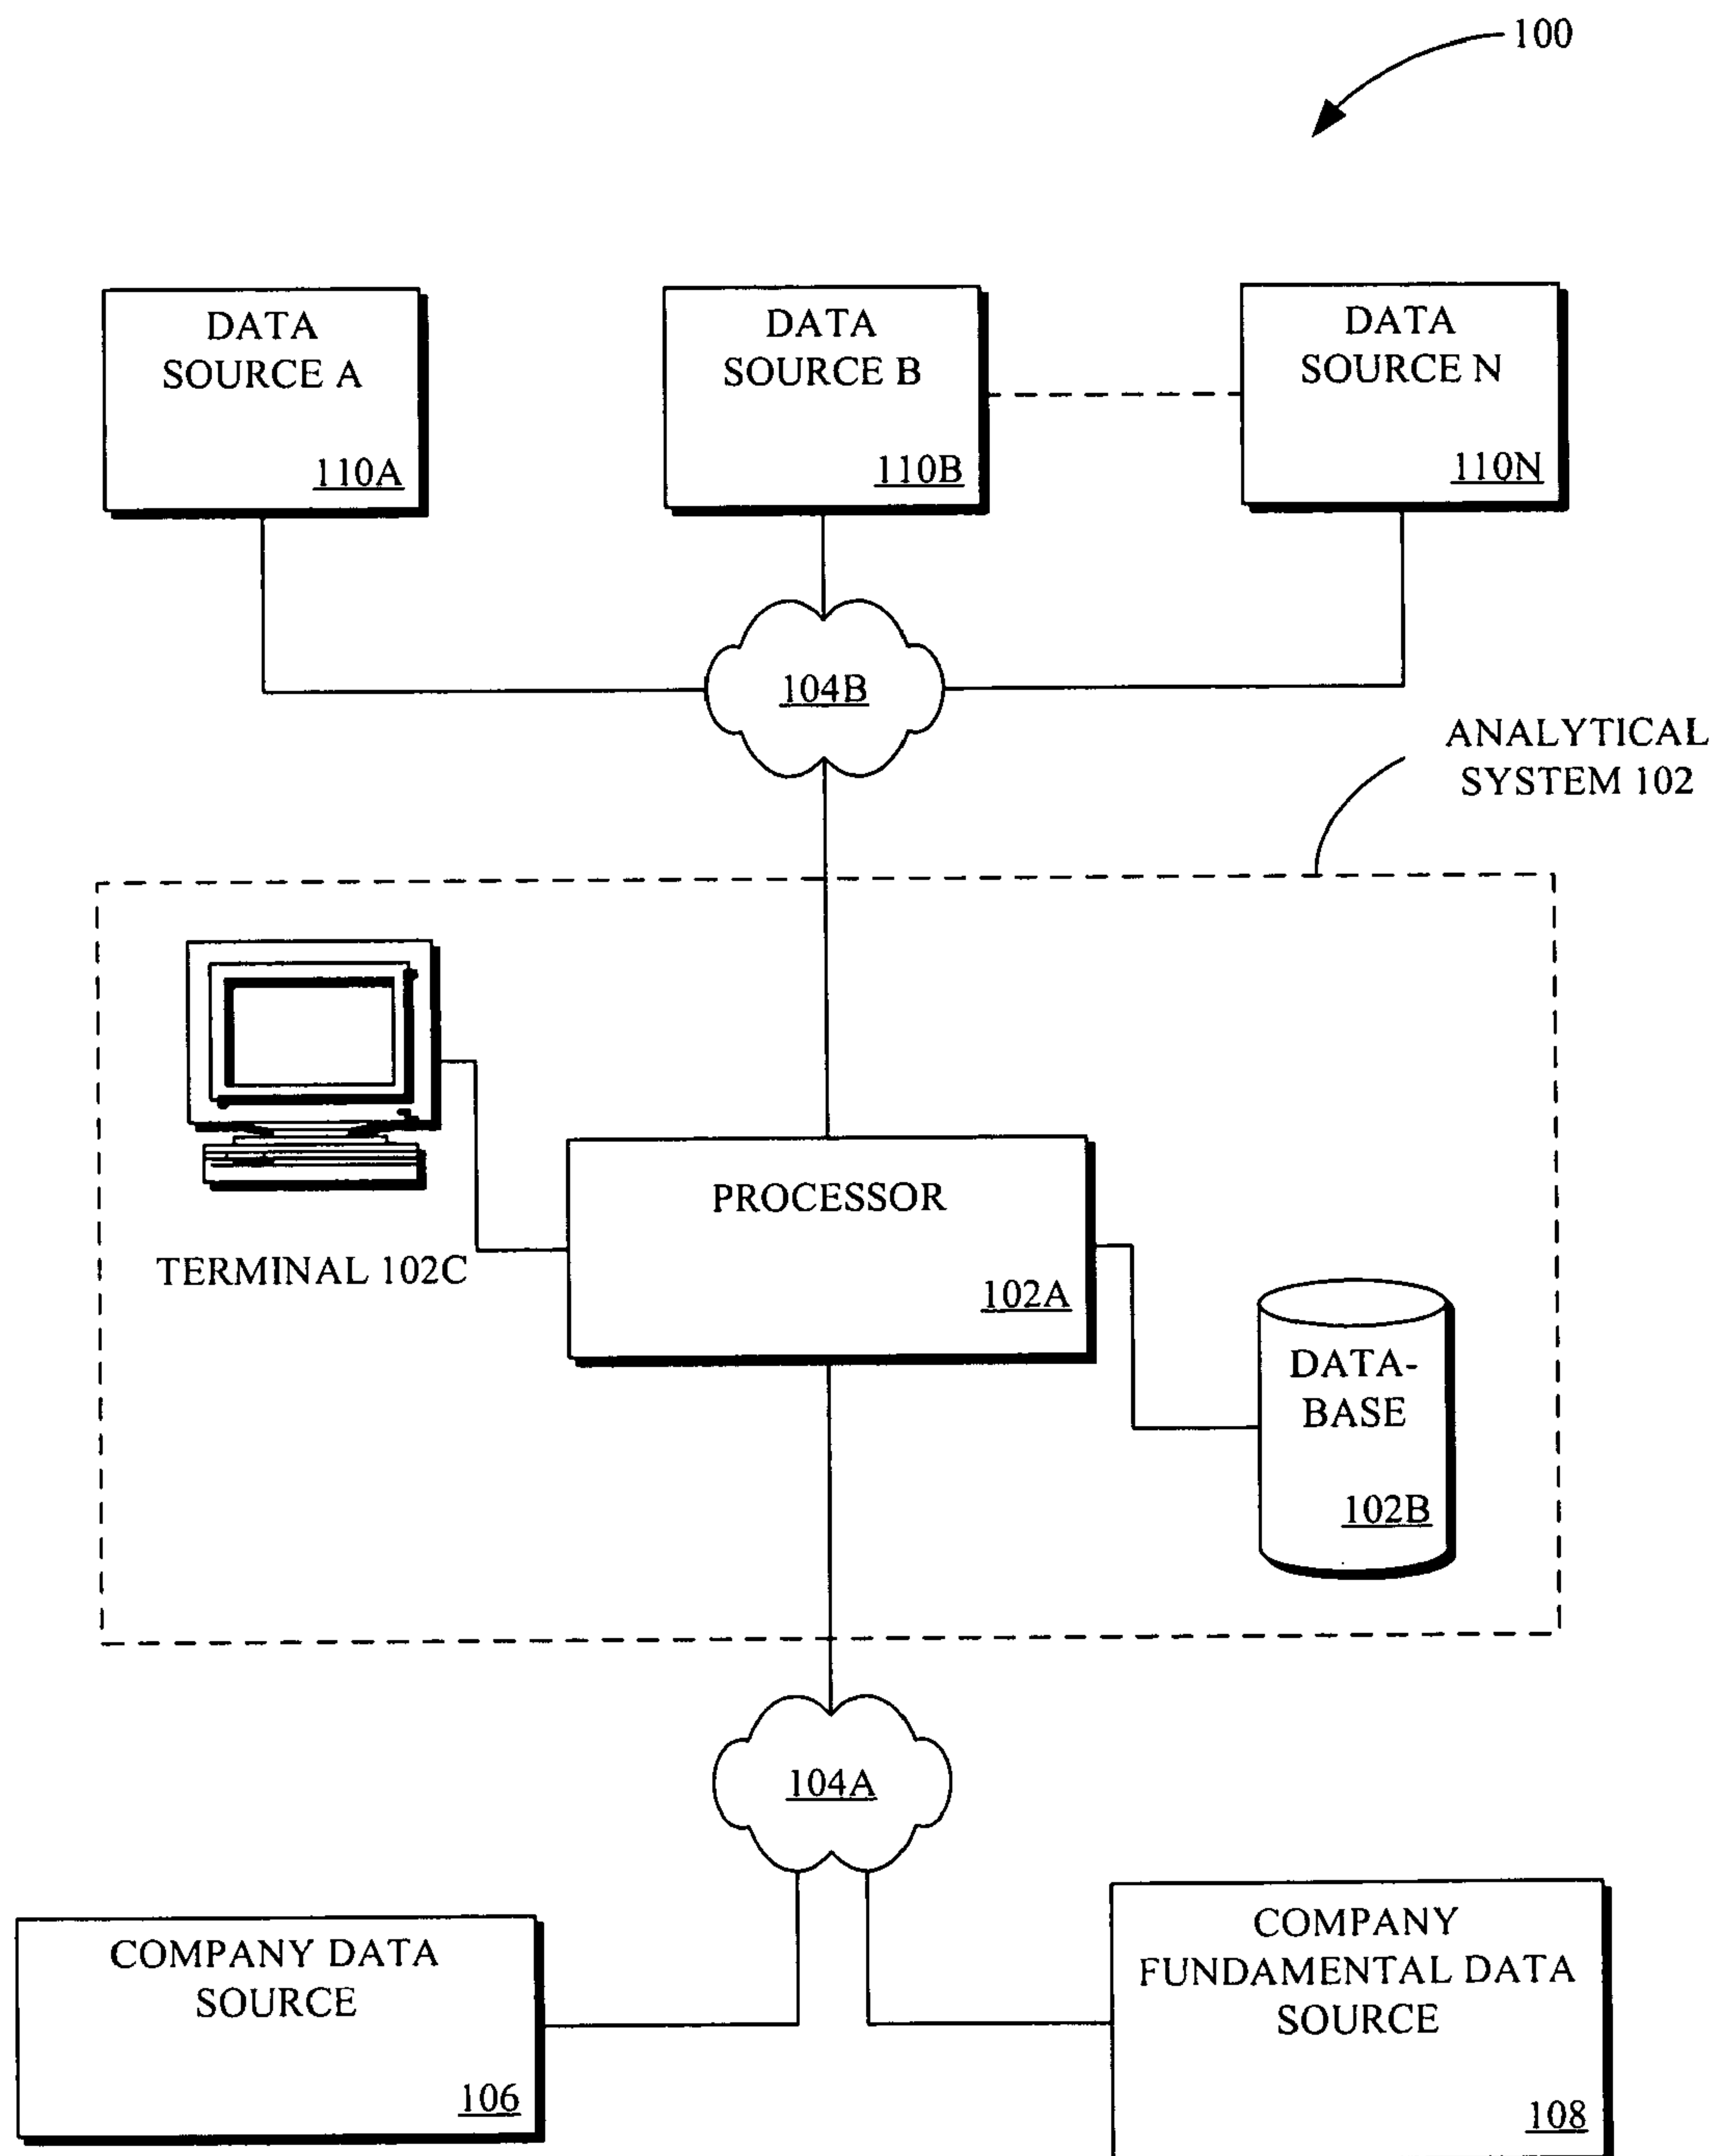 100
DATA
SOURCE A
110A
DATA
SOURCE B
110B
DATA
SOURCE N
110N
104B
ANALYTICAL
SYSTEM 102
TERMINAL 102C
PROCESSOR
102A
DATA-
BASE
102B
104A
COMPANY DATA
SOURCE
106
COMPANY
FUNDAMENTAL DATA
SOURCE
108